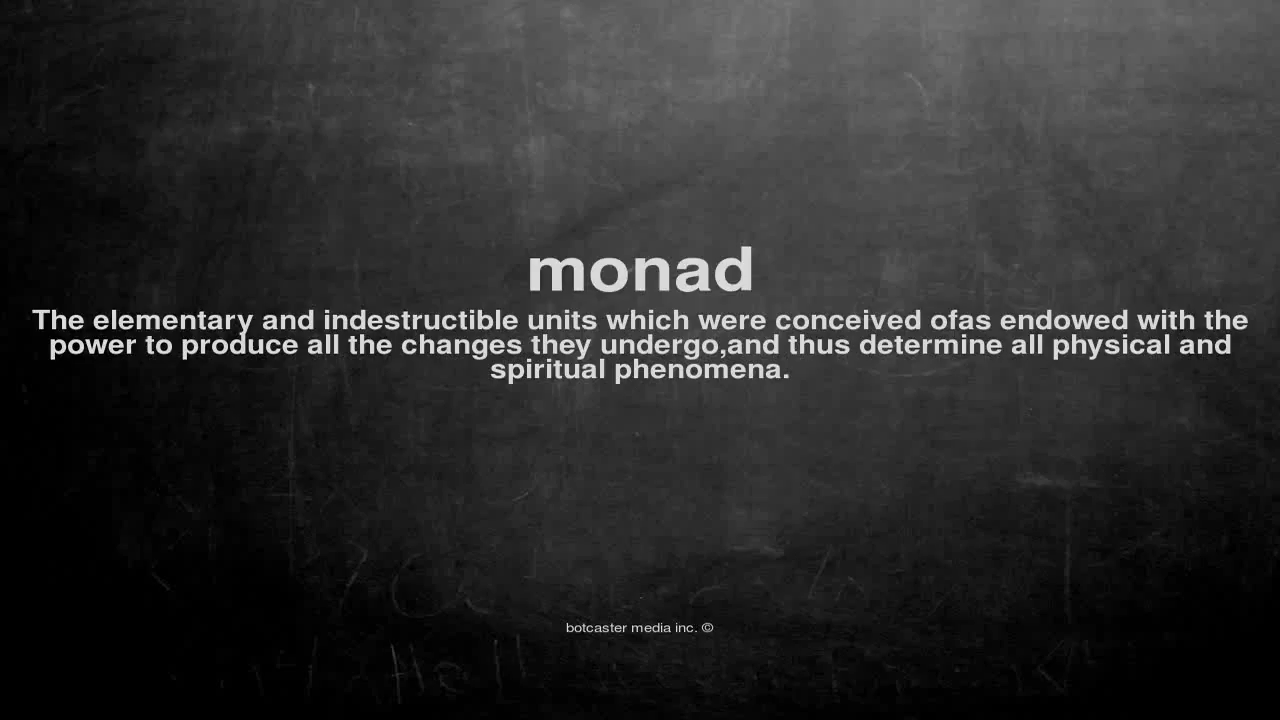 monad
The elementary and indestructible units which were conceived ofas endowed with the
power to produce all the changes they undergo,and thus determine all physical and
spiritual phenomena.
botcaster media inc. ©